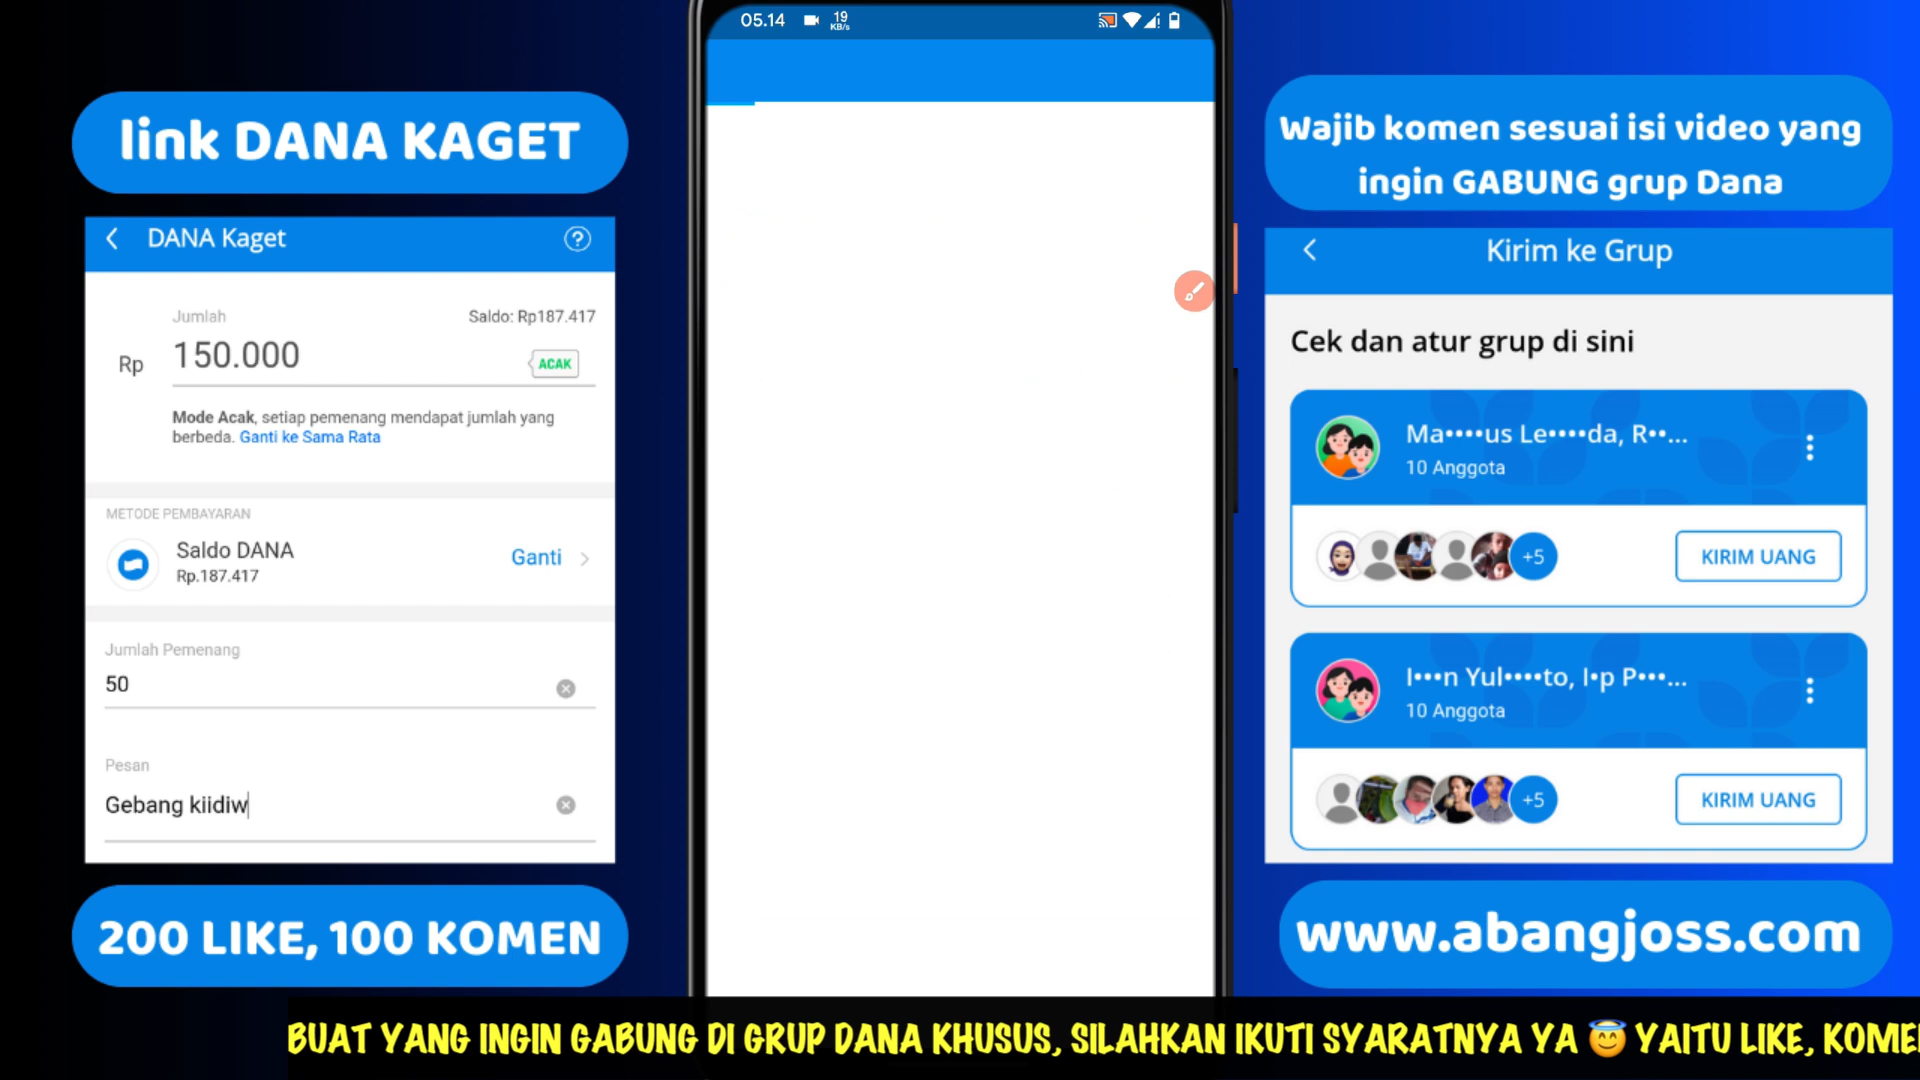 05.14
19
KB/s
link DANA KAGET
DANA Kaget
Jumlah
Saldo: Rp187.417
Rp
150.000
ACAK
Mode Acak, setiap pemenang mendapat jumlah yang
berbeda. Ganti ke Sama Rata
METODE PEMBAYARAN
Saldo DANA
Rp.187.417
Ganti
Jumlah Pemenang
50
Pesan
Gebang kiidiw
200 LIKE, 100 KOMEN
Wajib komen sesuai isi video yang
ingin GABUNG grup Dana
Kirim ke Grup
Cek dan atur grup di sini
Ma••••us Le••••da, R••...
10 Anggota
+5
KIRIM UANG
I•••n Yul••••to, I•p P•••...
10 Anggota
+5
KIRIM UANG
www.abangjoss.com
BUAT YANG INGIN GABUNG DI GRUP DANA KHUSUS, SILAHKAN IKUTI SYARATNYA YA 😇 YAITU LIKE, KOME